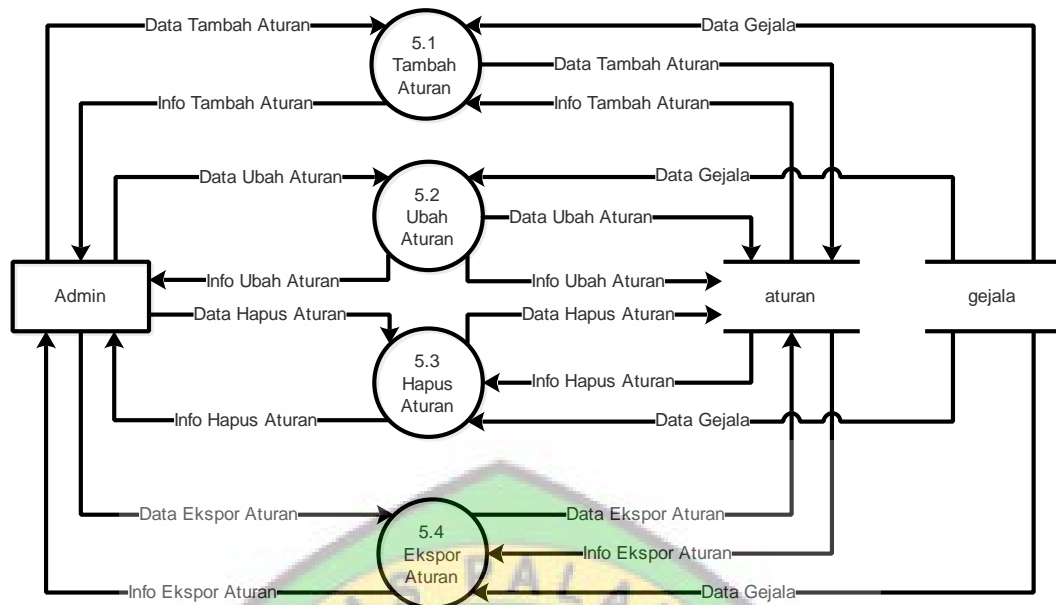 Data Tambah Aturan
5.1
Tambah
Aturan
Data Gejala
Data Tambah Aturan
Info Tambah Aturan
Info Tambah Aturan
Data Ubah Aturan
5.2
Ubah
Aturan
Data Gejala
Data Ubah Aturan
Info Ubah Aturan
Info Ubah Aturan
Admin
aturan
gejala
Data Hapus Aturan
Data Hapus Aturan
5.3
Hapus
Aturan
Info Hapus Aturan
Info Hapus Aturan
Data Gejala
Data Ekspor Aturan
5.4
Ekspor
Aturan
Data Ekspor Aturan
Info Ekspor Aturan
Info Ekspor Aturan
Data Gejala